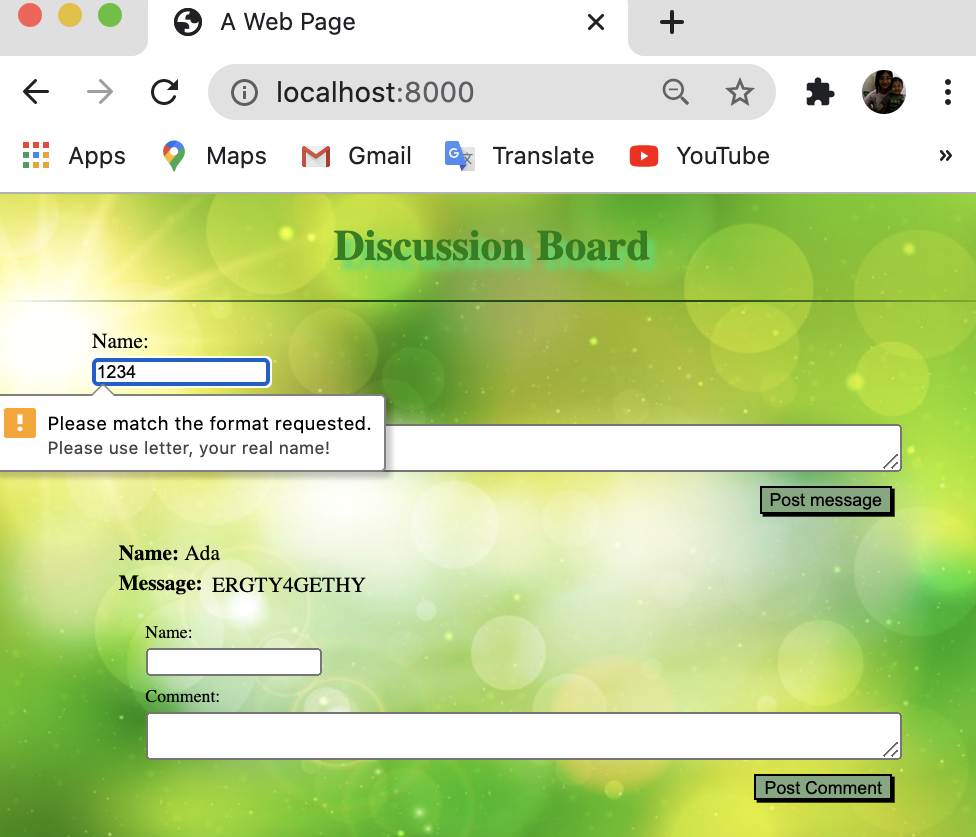 A Web Page
localhost:8000
Apps Maps Gmail Translate YouTube »
Discussion Board
Name:
1234
Please match the format requested.
Please use letter, your real name!
Post message
Name: Ada
Message: ERGTY4GETHY
Name:
Comment:
Post Comment